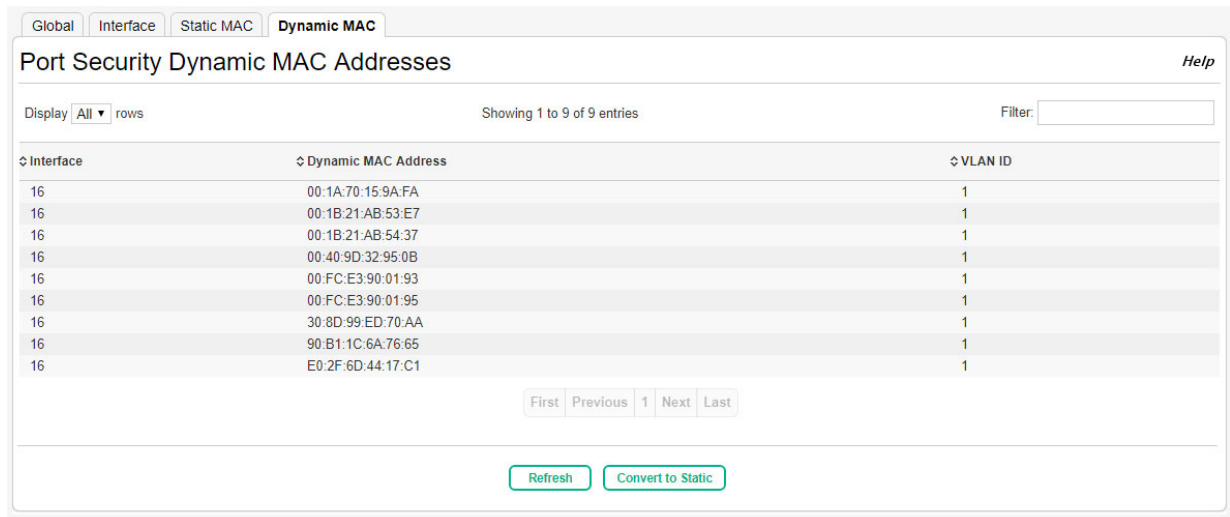 Global Interface Static MAC Dynamic MAC
Port Security Dynamic MAC Addresses Help
Display All rows Showing 1 to 9 of 9 entries Filter:
Interface Dynamic MAC Address VLAN ID
16 00:1A:70:15:9A:FA 1
16 00:1B:21:AB:53:E7 1
16 00:1B:21:AB:54:37 1
16 00:40:9D:32:95:0B 1
16 00:FC:E3:90:01:93 1
16 00:FC:E3:90:01:95 1
16 30:8D:99:ED:70:AA 1
16 90:B1:1C:6A:76:65 1
16 E0:2F:6D:44:17:C1 1
First Previous 1 Next Last
Refresh Convert to Static